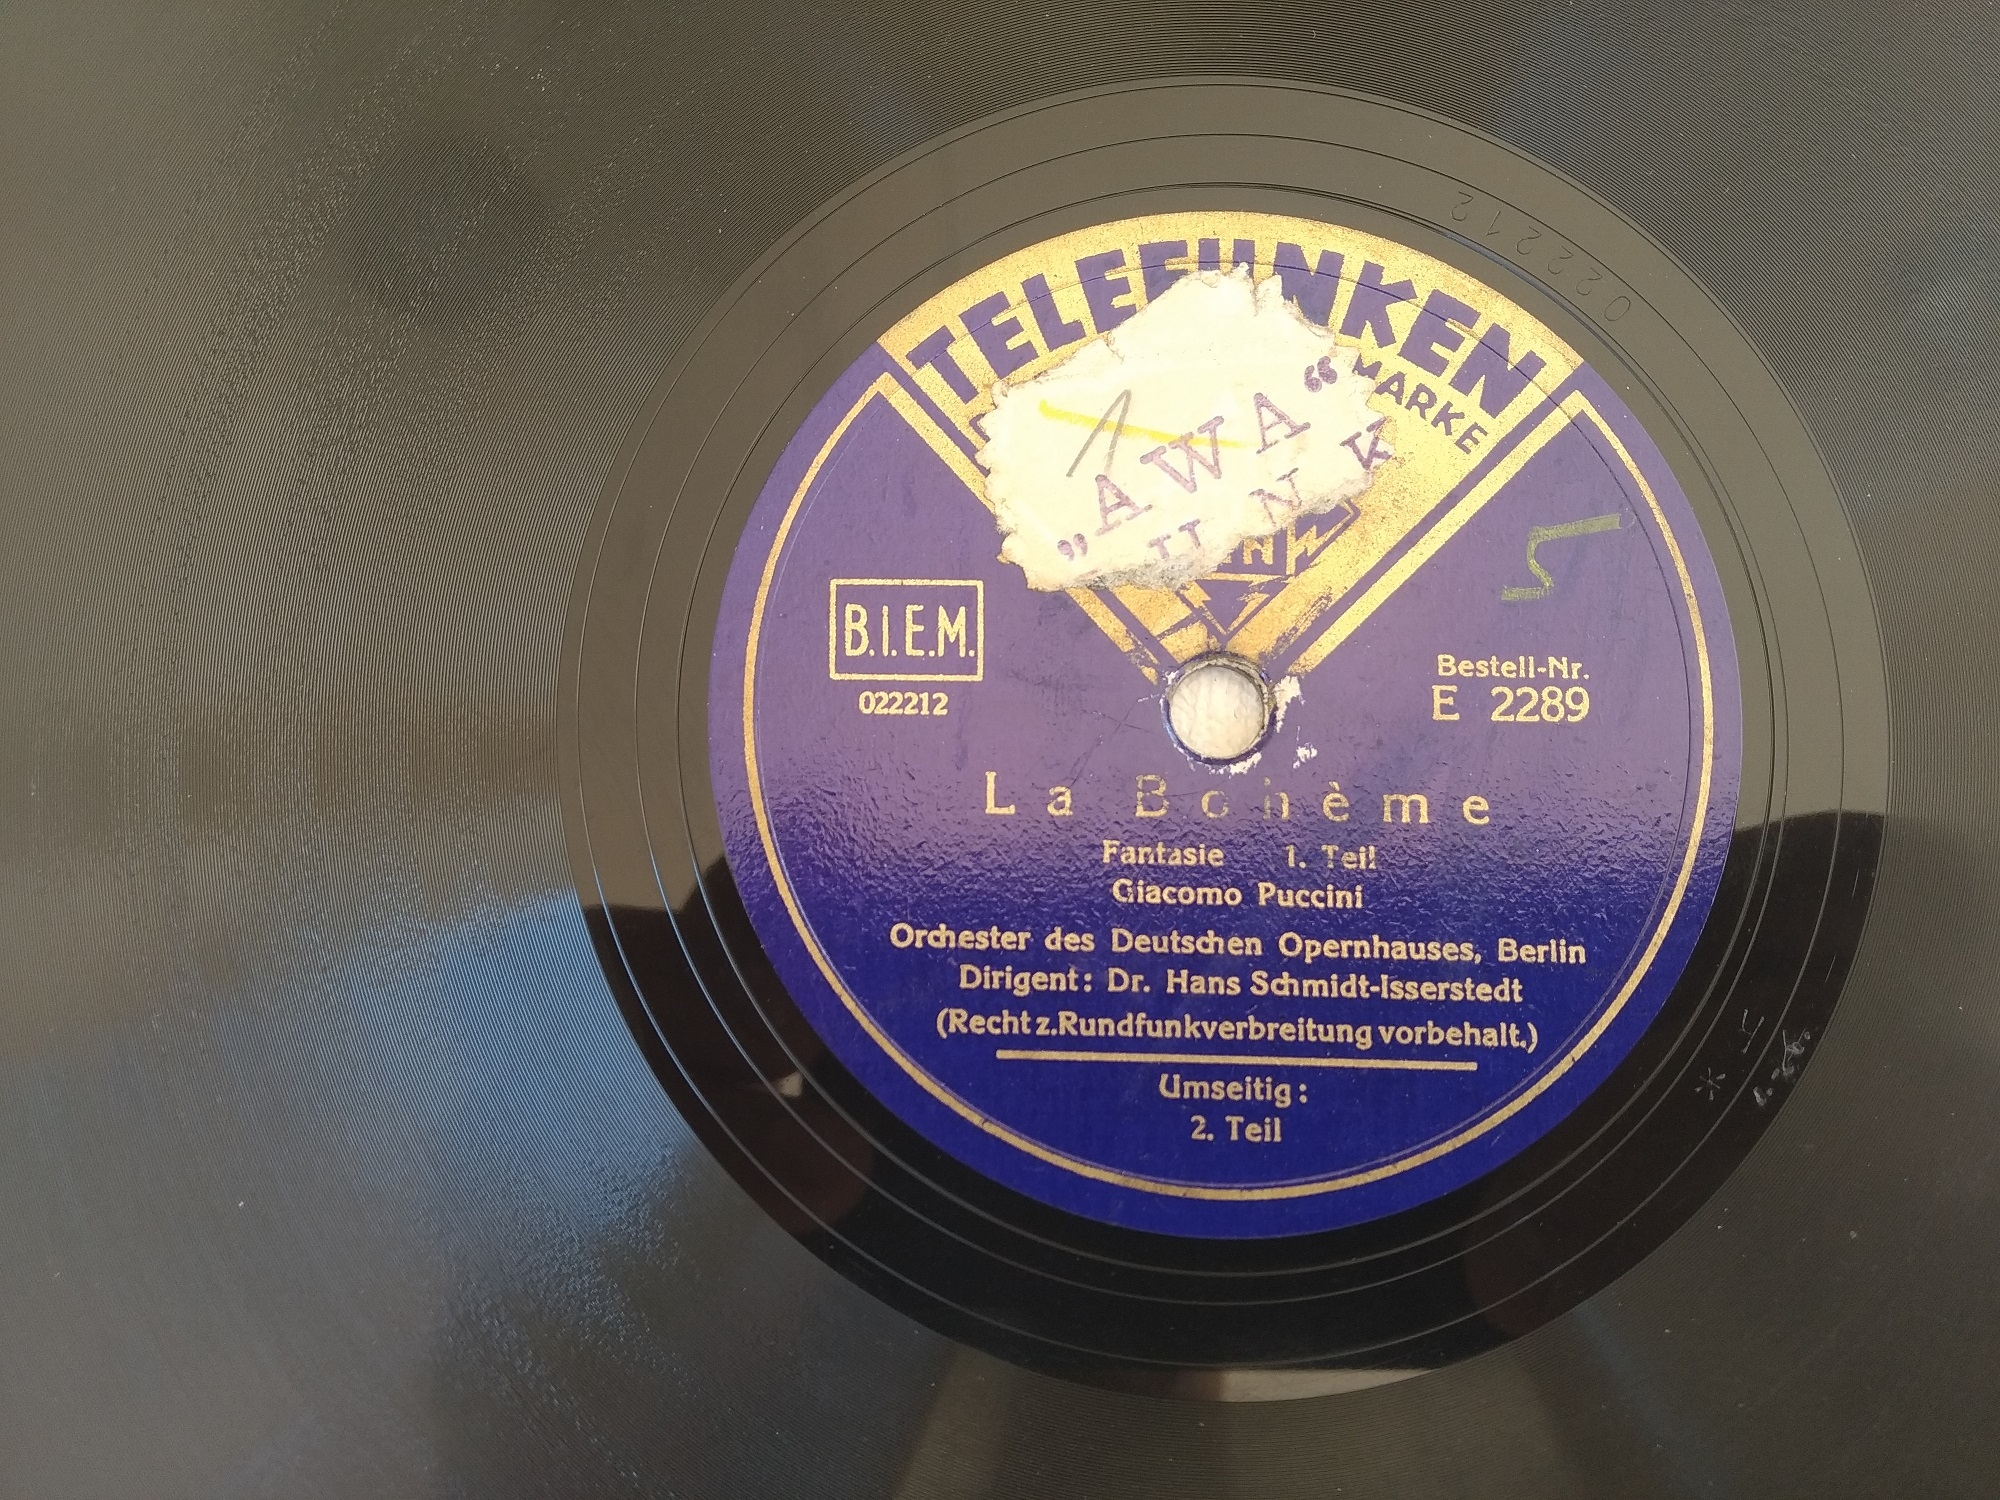 TELEFUNKEN
MARKE
„AWA“
B.I.E.M.
022212
Bestell-Nr.
E 2289
La Bohème
Fantasie 1. Teil
Giacomo Puccini
Orchester des Deutschen Opernhauses, Berlin
Dirigent: Dr. Hans Schmidt-Isserstedt
(Recht z. Rundfunkverbreitung vorbehalt.)
Umseitig:
2. Teil
022212